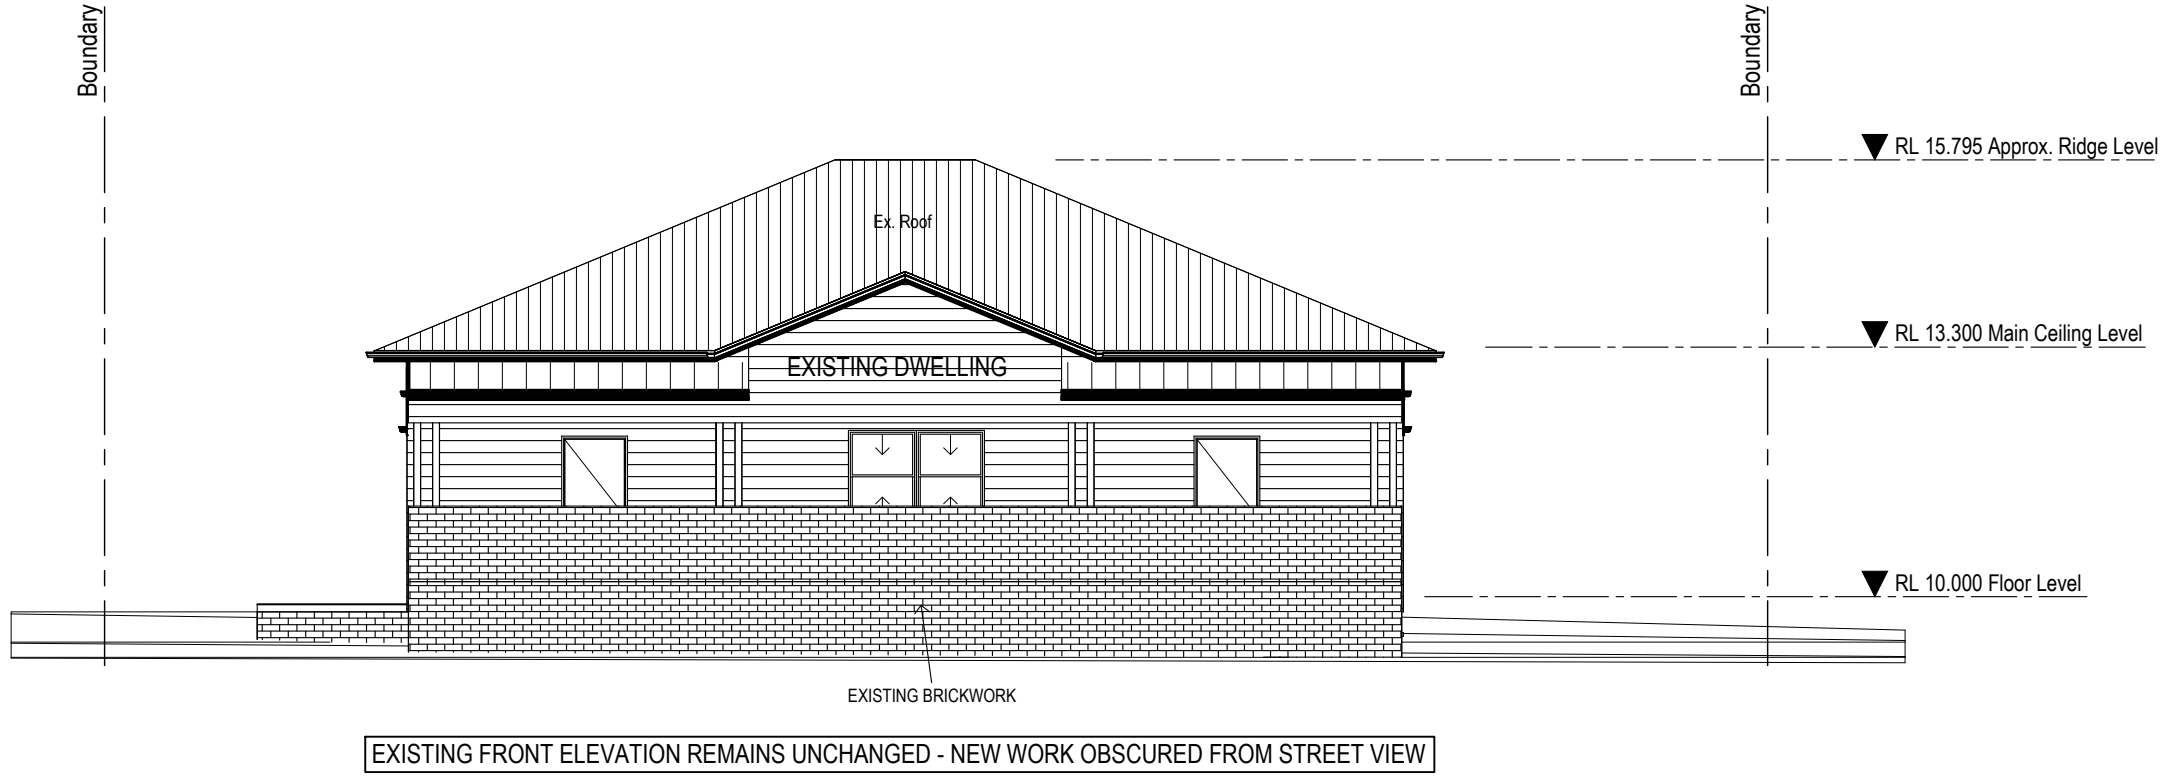 Boundary
Boundary
RL 15.795 Approx. Ridge Level
Ex. Roof
RL 13.300 Main Ceiling Level
EXISTING DWELLING
RL 10.000 Floor Level
EXISTING BRICKWORK
EXISTING FRONT ELEVATION REMAINS UNCHANGED - NEW WORK OBSCURED FROM STREET VIEW